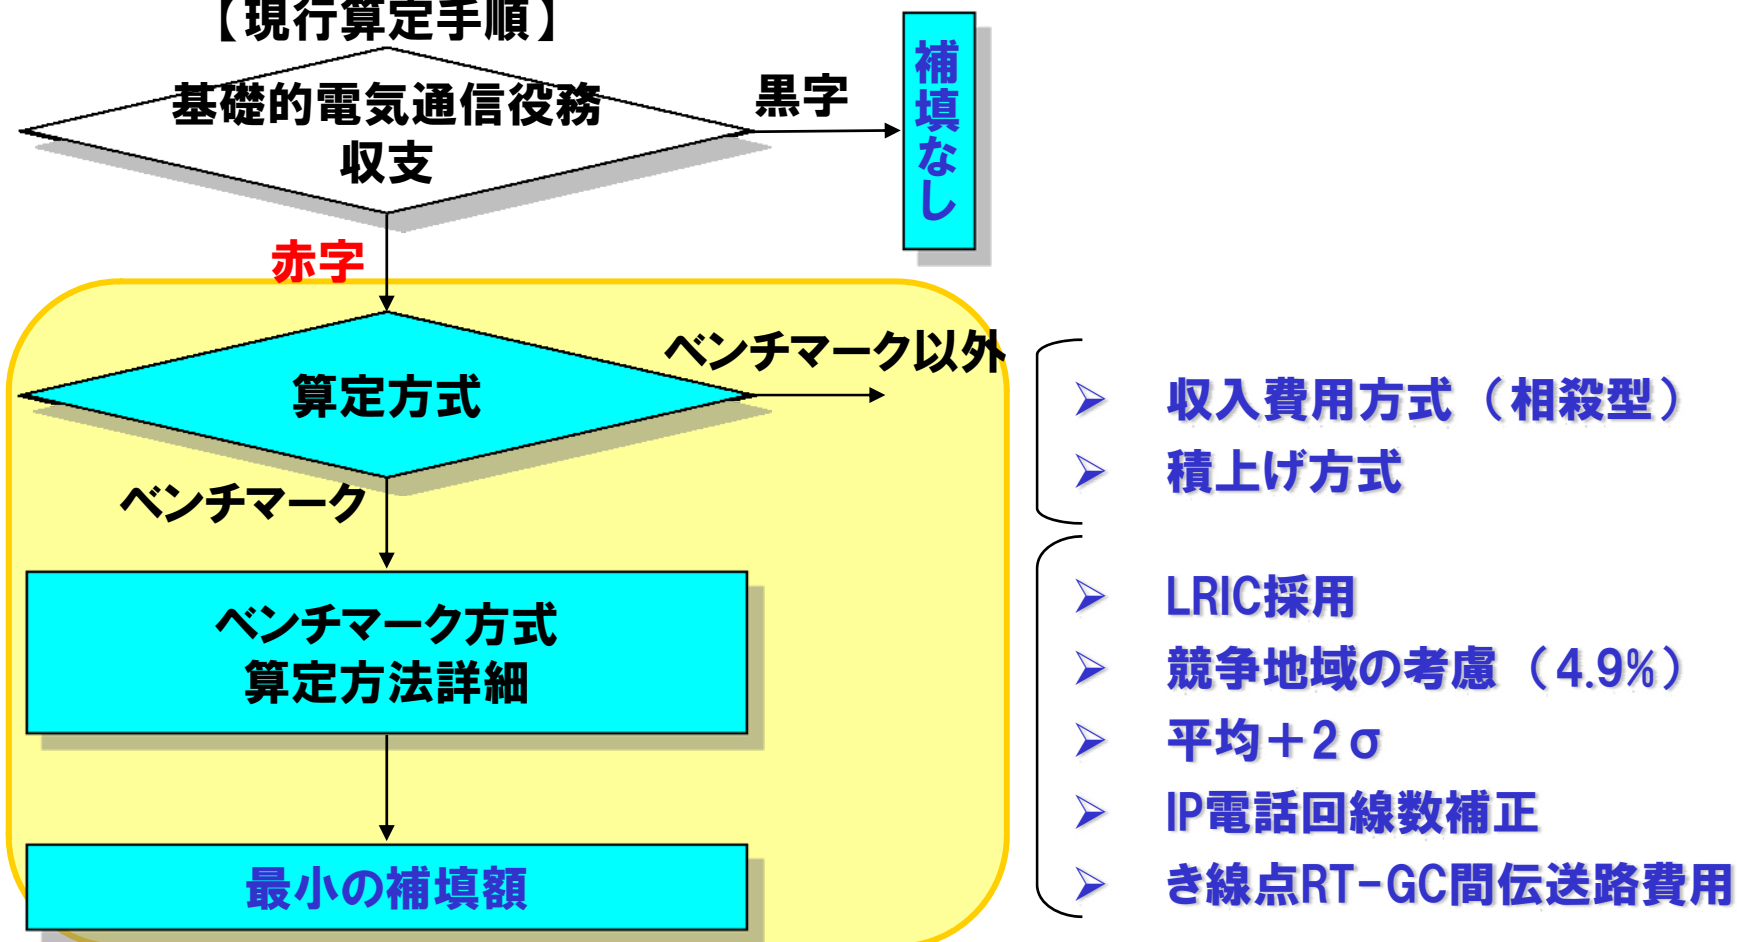 【現行算定手順】
基礎的電気通信役務
収支
黒字
補填なし
赤字
算定方式
ベンチマーク以外
ベンチマーク
ベンチマーク方式
算定方法詳細
最小の補填額
➢ 収入費用方式（相殺型）
➢ 積上げ方式
➢ LRIC採用
➢ 競争地域の考慮（4.9%）
➢ 平均＋2σ
➢ IP電話回線数補正
➢ き線点RT-GC間伝送路費用